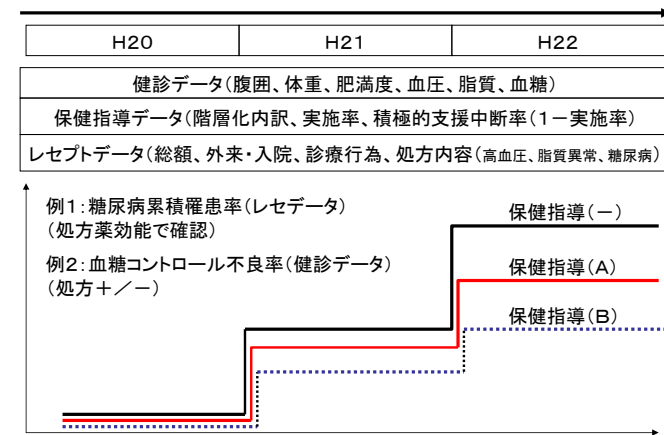 H20 H21 H22
健診データ(腹囲、体重、肥満度、血圧、脂質、血糖)
保健指導データ(階層化内訳、実施率、積極的支援中断率(1－実施率)
レセプトデータ(総額、外来・入院、診療行為、処方内容(高血圧、脂質異常、糖尿病)
例1:糖尿病累積罹患率(レセデータ)
(処方薬効能で確認)
保健指導(－)
例2:血糖コントロール不良率(健診データ)
(処方＋／－)
保健指導(A)
保健指導(B)